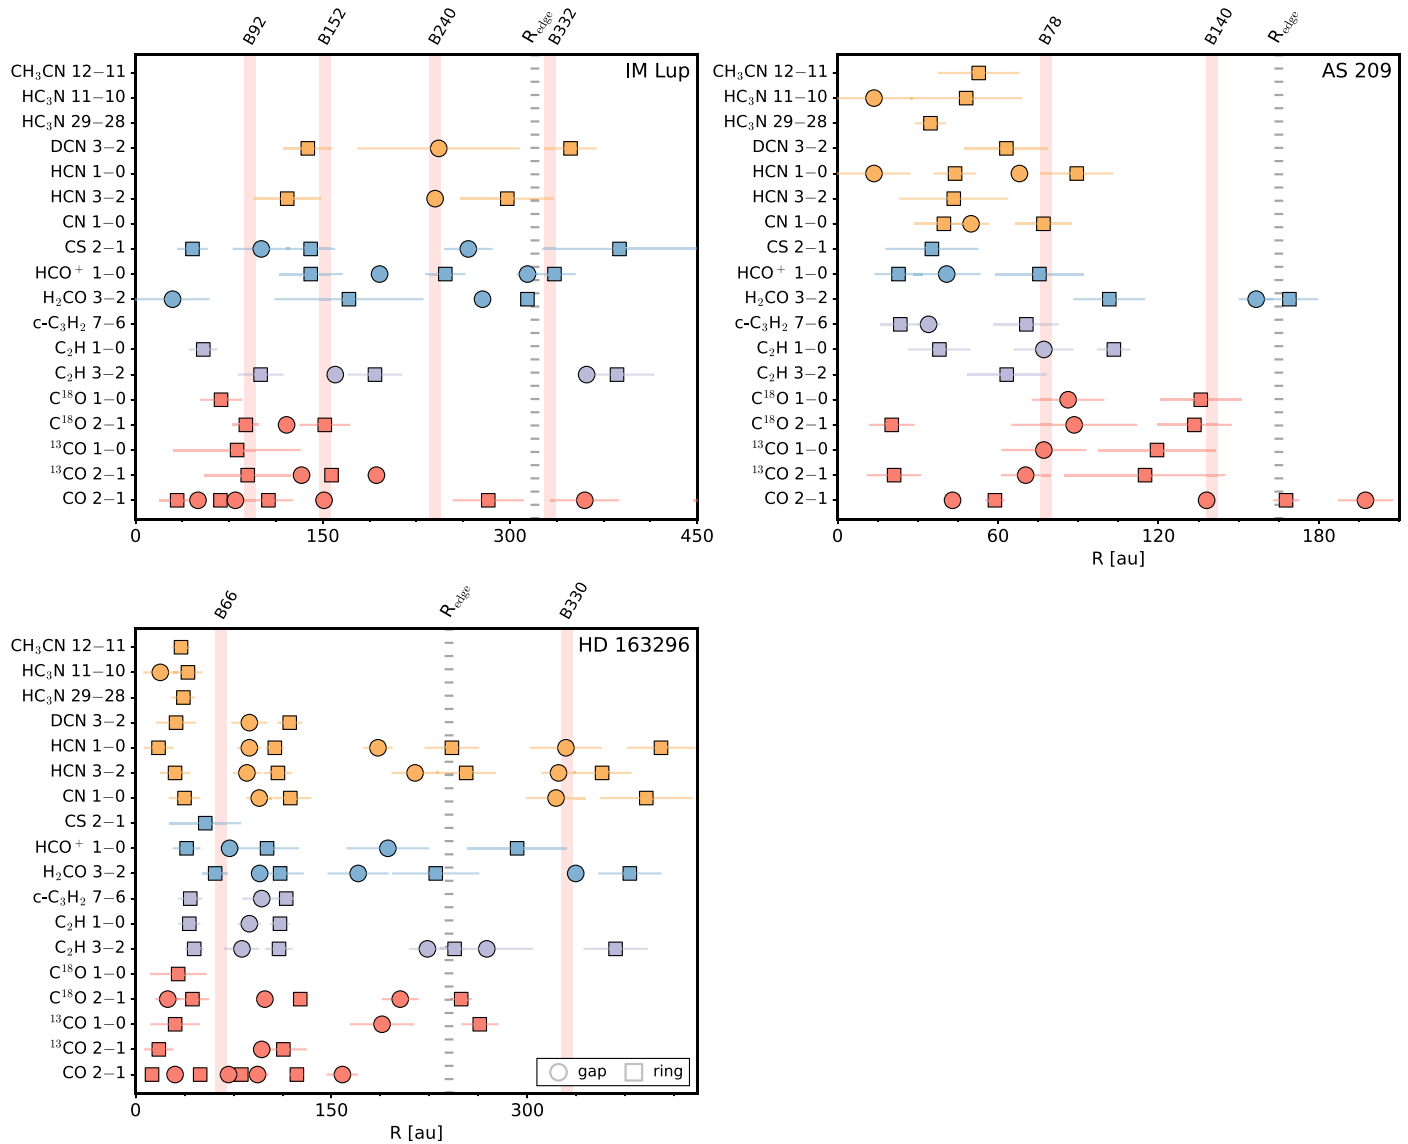 B92 B152 B240 R_edge B332
IM Lup
CH₃CN 12−11
HC₃N 11−10
HC₃N 29−28
DCN 3−2
HCN 1−0
HCN 3−2
CN 1−0
CS 2−1
HCO⁺ 1−0
H₂CO 3−2
c-C₃H₂ 7−6
C₂H 1−0
C₂H 3−2
C¹⁸O 1−0
C¹⁸O 2−1
¹³CO 1−0
¹³CO 2−1
CO 2−1
0 150 300 450
B78 B140 R_edge
AS 209
CH₃CN 12−11
HC₃N 11−10
HC₃N 29−28
DCN 3−2
HCN 1−0
HCN 3−2
CN 1−0
CS 2−1
HCO⁺ 1−0
H₂CO 3−2
c-C₃H₂ 7−6
C₂H 1−0
C₂H 3−2
C¹⁸O 1−0
C¹⁸O 2−1
¹³CO 1−0
¹³CO 2−1
CO 2−1
0 60 120 180
R [au]
B66 R_edge B330
HD 163296
CH₃CN 12−11
HC₃N 11−10
HC₃N 29−28
DCN 3−2
HCN 1−0
HCN 3−2
CN 1−0
CS 2−1
HCO⁺ 1−0
H₂CO 3−2
c-C₃H₂ 7−6
C₂H 1−0
C₂H 3−2
C¹⁸O 1−0
C¹⁸O 2−1
¹³CO 1−0
¹³CO 2−1
CO 2−1
gap ring
0 150 300
R [au]